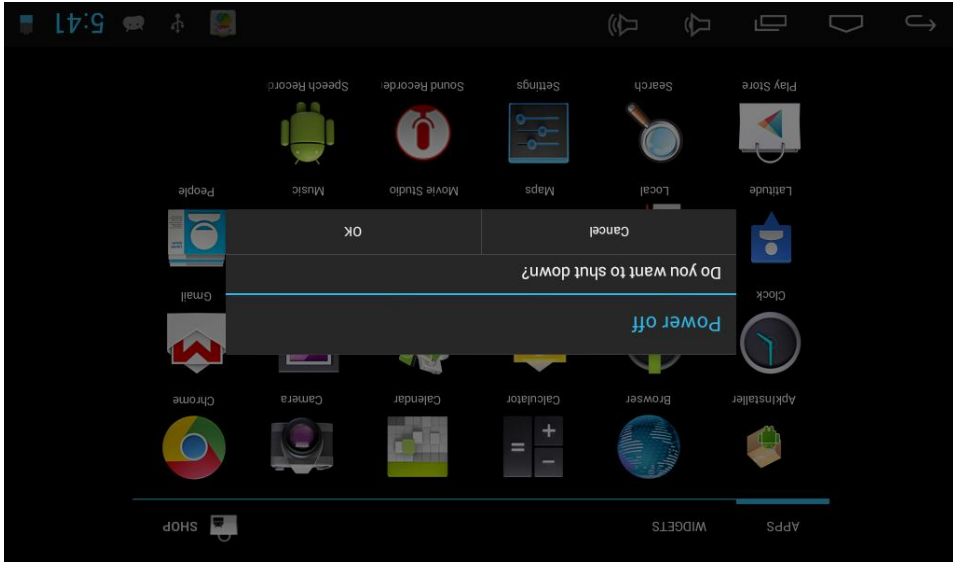 APPS WIDGETS SHOP
ApkInstaller Browser Calculator Calendar Camera Chrome
Power off
Clock Gmail
Do you want to shut down?
Cancel OK
Latitude Local Maps Movie Studio Music People
Play Store Search Settings Sound Recorder Speech Record
5:41